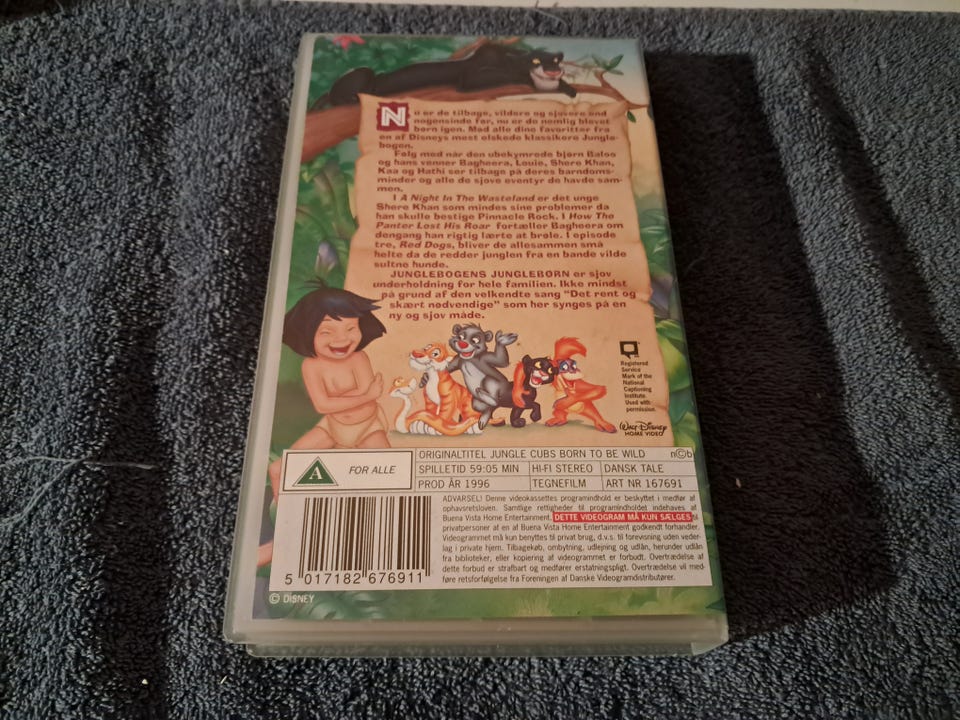 Nu er de tilbage, vildere og sjovere end
nogensinde før, nu er de nemlig blevet
børn igen. Mød alle dine favoritter fra
en af Disneys mest elskede klassikere Jungle-
bogen.
Følg med når den ubekymrede bjørn Baloo
og hans venner Bagheera, Louie, Shere Khan,
Kaa og Hathi ser tilbage på deres barndoms-
minder og alle de sjove eventyr de havde sam-
men.
I A Night In The Wasteland er det unge
Shere Khan som mindes sine problemer da
han skulle bestige Pinnacle Rock. I How The
Panter Lost His Roar fortæller Bagheera om
dengang han rigtig lærte at brøle. I episode
tre, Red Dogs, bliver de allesammen små
helte da de redder junglen fra en bande vilde
sultne hunde.
JUNGLEBOGENS JUNGLEBØRN er sjov
underholdning for hele familien. Ikke mindst
på grund af den velkendte sang "Det rent og
skært nødvendige" som her synges på en
ny og sjov måde.
Registered
Service
Mark of the
National
Captioning
Institute.
Used with
permission.
Walt Disney
HOME VIDEO
n©b
A FOR ALLE
ORIGINALTITEL JUNGLE CUBS BORN TO BE WILD
SPILLETID 59:05 MIN HI-FI STEREO DANSK TALE
PROD ÅR 1996 TEGNEFILM ART NR 167691
ADVARSEL! Denne videokassettes programindhold er beskyttet i medfør af
ophavsretsloven. Samtlige rettigheder til programindholdet indehaves af
Buena Vista Home Entertainment. DETTE VIDEOGRAM MÅ KUN SÆLGES til
privatpersoner af en af Buena Vista Home Entertainment godkendt forhandler.
Videogrammet må kun benyttes til privat brug, d.v.s. til forevisning uden veder-
lag i private hjem. Tilbagekøb, ombytning, udlejning og udlån, herunder udlån
fra biblioteker, eller kopiering af videogrammet er forbudt. Overtrædelse af
dette forbud er strafbart og medfører erstatningspligt. Overtrædelse vil med-
føre retsforfølgelse fra Foreningen af Danske Videogramdistributører.
5 017182 676911
© DISNEY